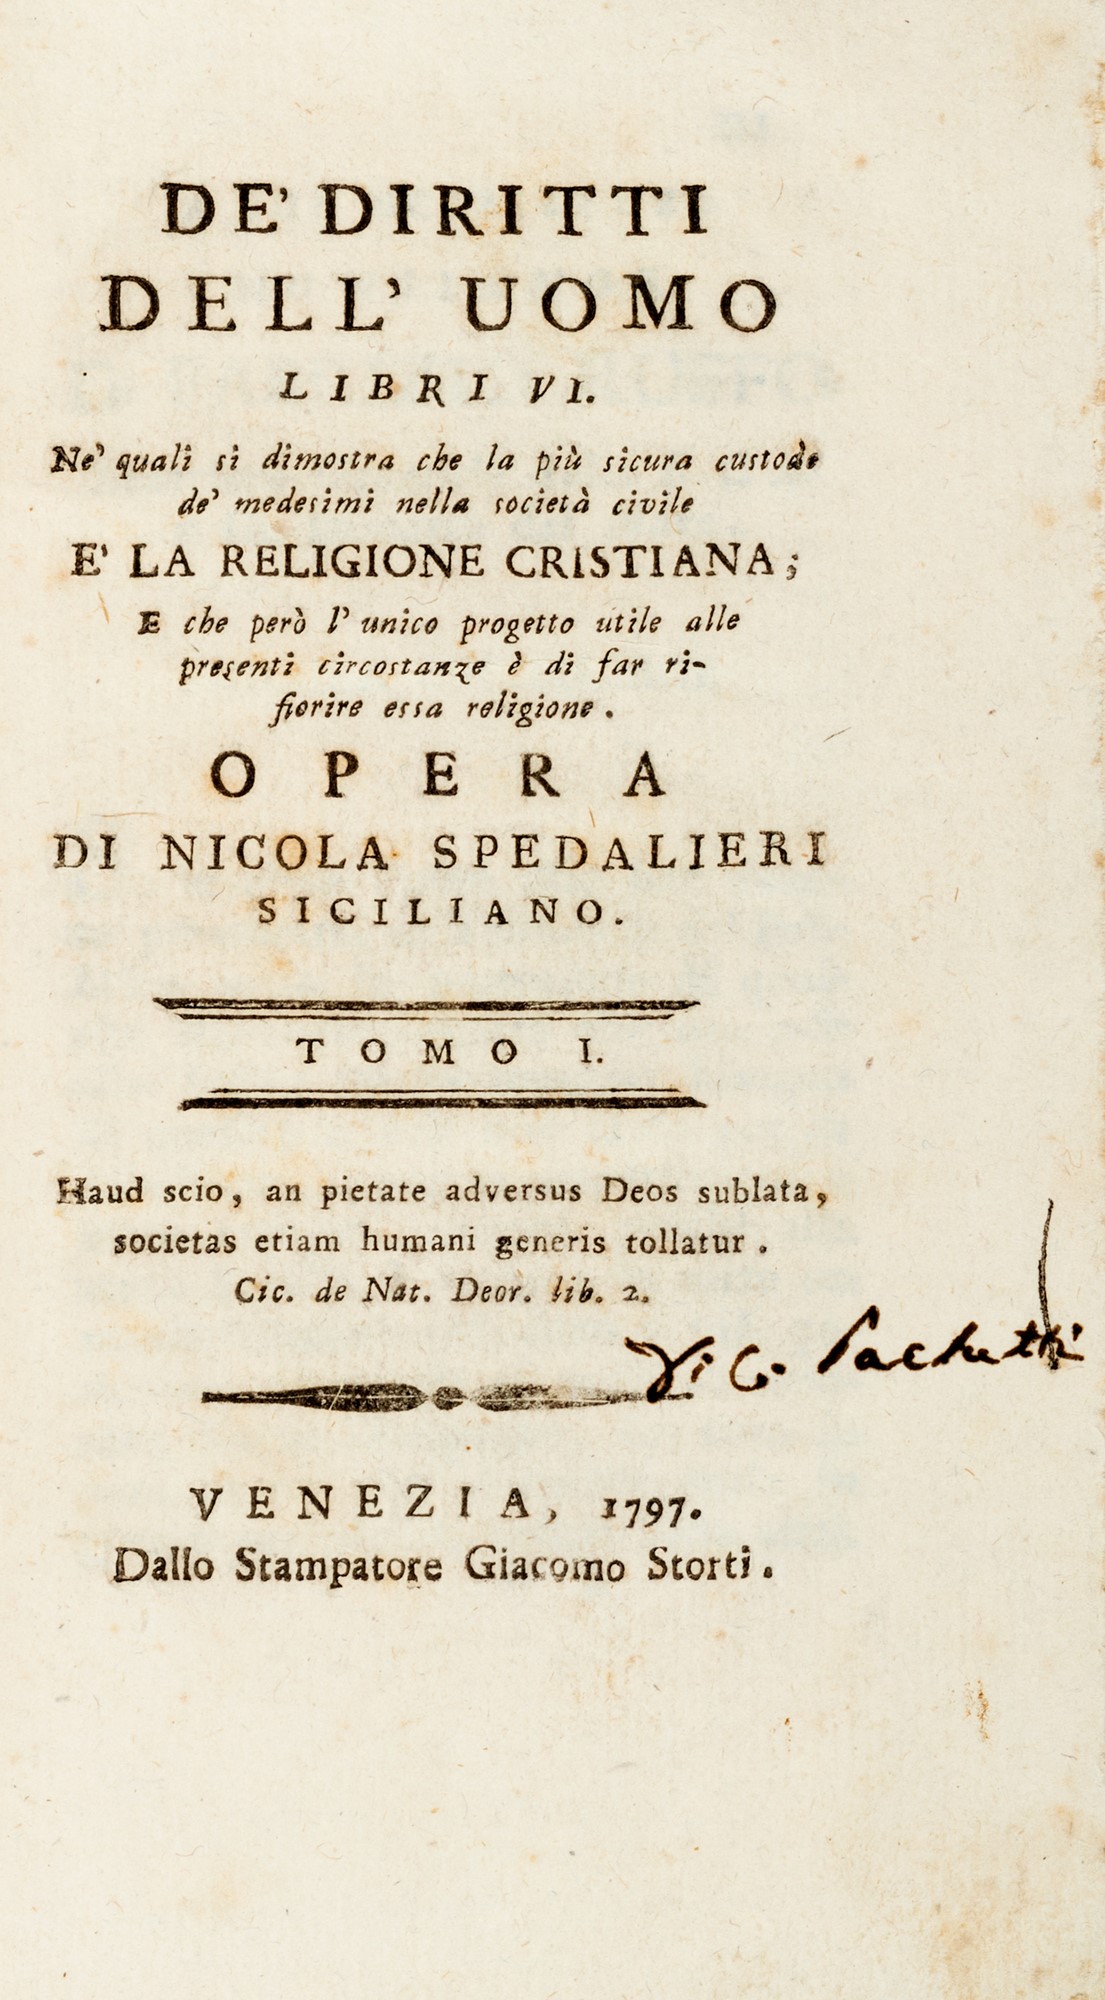 DE' DIRITTI
DELL' UOMO
LIBRI VI.
Ne' quali si dimostra che la più sicura custode
de' medesimi nella società civile
E' LA RELIGIONE CRISTIANA;
E che però l' unico progetto utile alle
presenti circostanze è di far ri-
fiorire essa religione.
OPERA
DI NICOLA SPEDALIERI
SICILIANO.
TOMO I.
Haud scio, an pietate adversus Deos sublata,
societas etiam humani generis tollatur.
Cic. de Nat. Deor. lib. 2.
Di G. Pachetti
VENEZIA, 1797.
Dallo Stampatore Giacomo Storti.